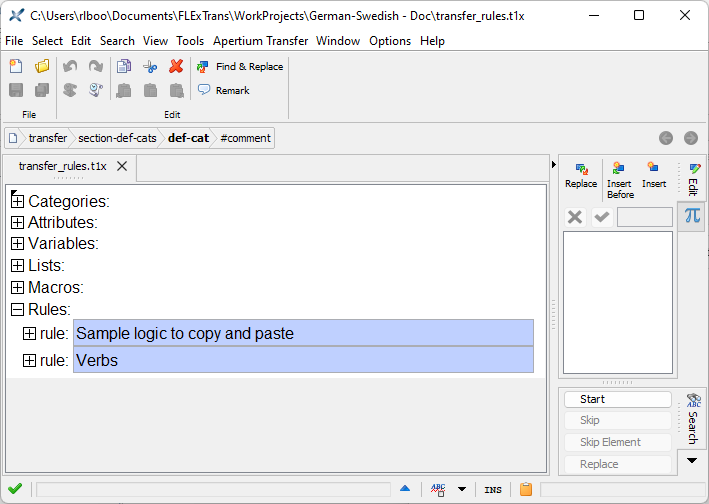 C:\Users\rlboo\Documents\FLExTrans\WorkProjects\German-Swedish - Doc\transfer_rules.t1x
File Select Edit Search View Tools Apertium Transfer Window Options Help
Find & Replace
Remark
File Edit
transfer section-def-cats def-cat #comment
transfer_rules.t1x
Categories:
Attributes:
Variables:
Lists:
Macros:
Rules:
rule: Sample logic to copy and paste
rule: Verbs
Replace Insert Before Insert
Edit
π
Start
Skip
Skip Element
Replace
ABC
Search
ABC INS